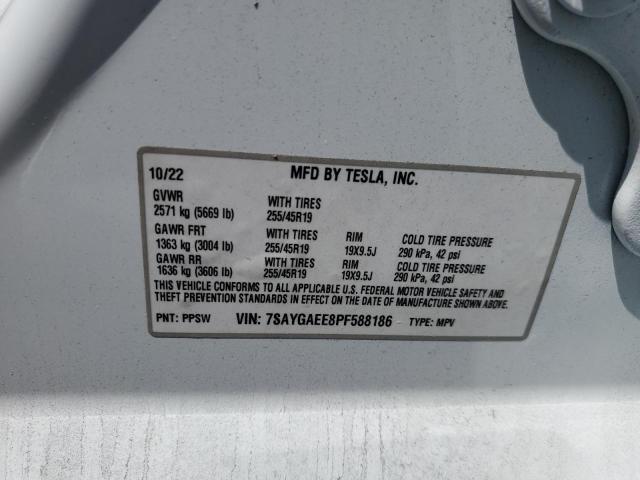 10/22 MFD BY TESLA, INC.
GVWR WITH TIRES
2571 kg (5669 lb) 255/45R19
GAWR FRT WITH TIRES RIM COLD TIRE PRESSURE
1363 kg (3004 lb) 255/45R19 19X9.5J 290 kPa, 42 psi
GAWR RR WITH TIRES RIM COLD TIRE PRESSURE
1636 kg (3606 lb) 255/45R19 19X9.5J 290 kPa, 42 psi
THIS VEHICLE CONFORMS TO ALL APPLICABLE U.S. FEDERAL MOTOR VEHICLE SAFETY AND
THEFT PREVENTION STANDARDS IN EFFECT ON THE DATE OF MANUFACTURE SHOWN ABOVE.
PNT: PPSW VIN: 7SAYGAEE8PF588186 TYPE: MPV